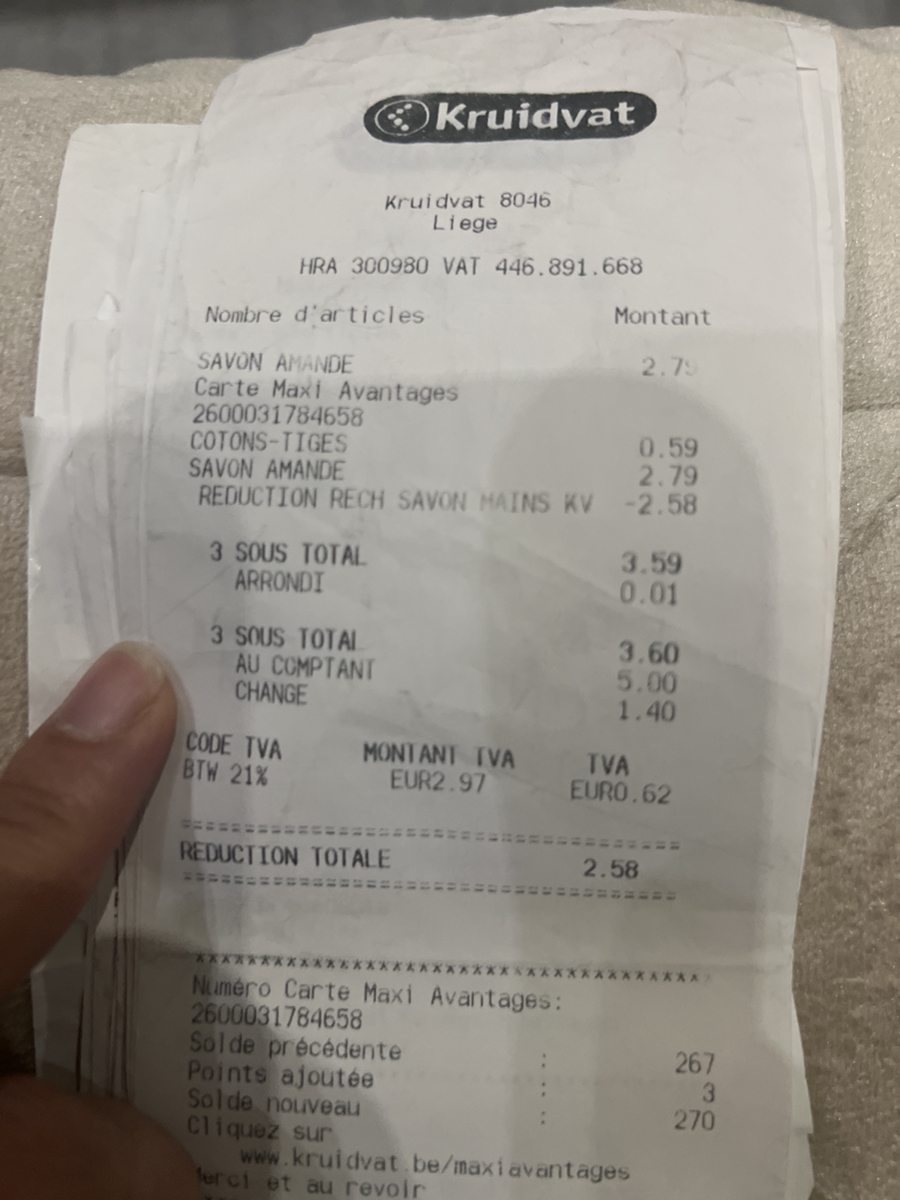 Kruidvat
Kruidvat 8046
Liege
HRA 300980 VAT 446.891.668
Nombre d'articles Montant
SAVON AMANDE 2.79
Carte Maxi Avantages
2600031784658
COTONS-TIGES 0.59
SAVON AMANDE 2.79
REDUCTION RECH SAVON MAINS KV -2.58
3 SOUS TOTAL 3.59
ARRONDI 0.01
3 SOUS TOTAL 3.60
AU COMPTANT 5.00
CHANGE 1.40
CODE TVA MONTANT TVA TVA
BTW 21% EUR2.97 EUR0.62
REDUCTION TOTALE 2.58
Numéro Carte Maxi Avantages:
2600031784658
Solde précédente : 267
Points ajoutée : 3
Solde nouveau : 270
Cliquez sur
www.kruidvat.be/maxiavantages
Merci et au revoir